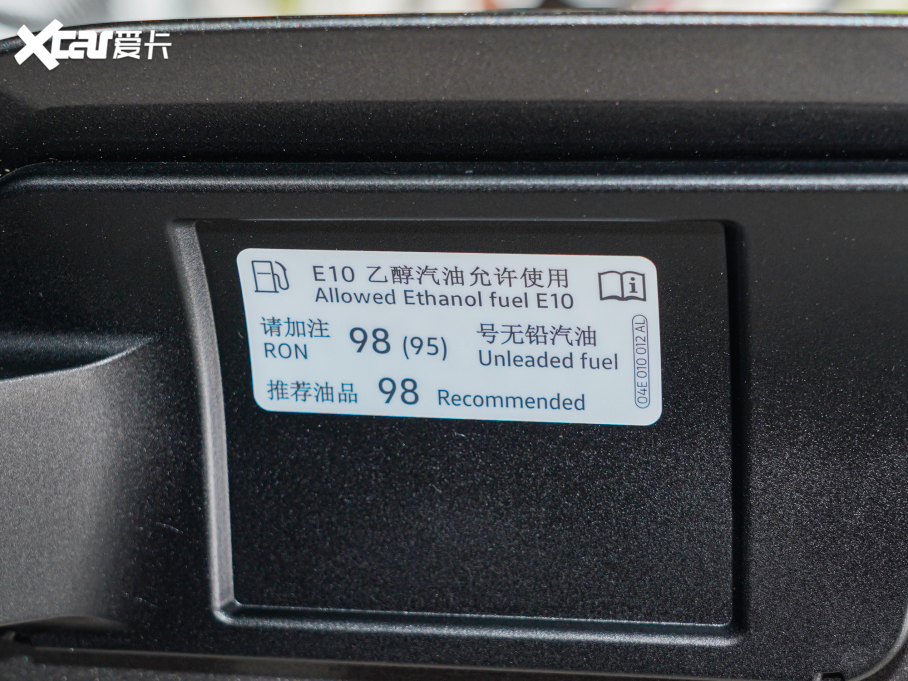 Xcar爱卡
E10 乙醇汽油允许使用
Allowed Ethanol fuel E10
请加注 98 (95) 号无铅汽油
RON Unleaded fuel
推荐油品 98 Recommended
04E 010 012 AL